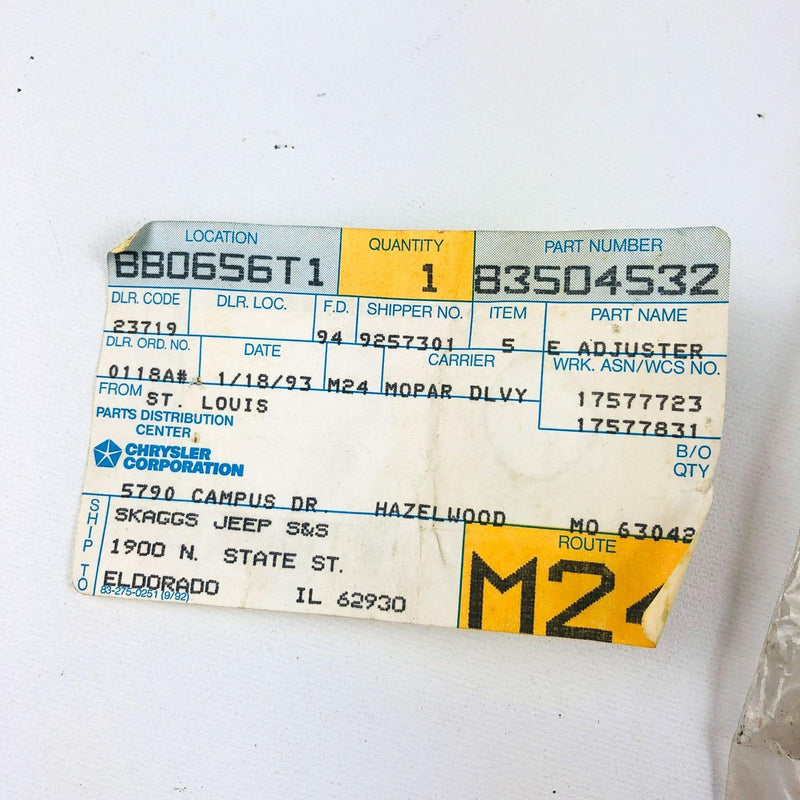 LOCATION QUANTITY PART NUMBER
BB0656T1 1 83504532
DLR. CODE DLR. LOC. F.D. SHIPPER NO. ITEM PART NAME
23719 94 9257301 5 E ADJUSTER
DLR. ORD. NO. DATE CARRIER WRK. ASN/WCS NO.
0118A# 1/18/93 M24 MOPAR DLVY 17577723
17577831
FROM ST. LOUIS
PARTS DISTRIBUTION
CENTER
B/O
QTY
CHRYSLER
CORPORATION
5790 CAMPUS DR. HAZELWOOD MO 63042
SHIP TO
SKAGGS JEEP S&S
1900 N. STATE ST.
ELDORADO IL 62930
83-275-0251 (9/92)
ROUTE
M24